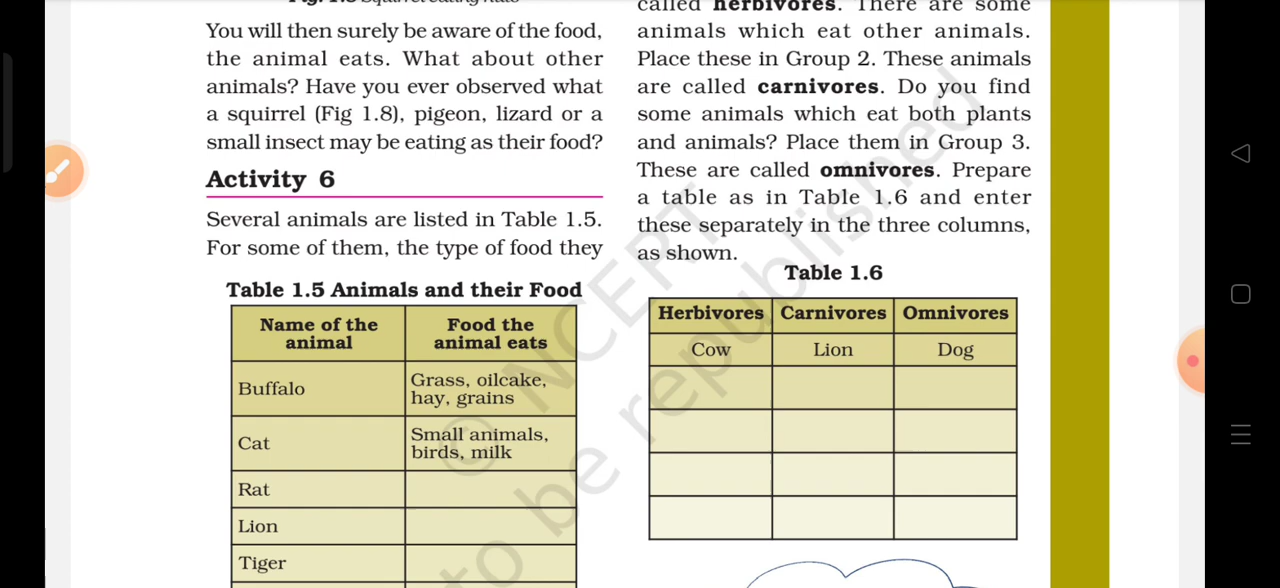 You will then surely be aware of the food,
the animal eats. What about other
animals? Have you ever observed what
a squirrel (Fig 1.8), pigeon, lizard or a
small insect may be eating as their food?
Activity 6
Several animals are listed in Table 1.5.
For some of them, the type of food they
Table 1.5 Animals and their Food
Name of the animal
Food the animal eats
Buffalo
Grass, oilcake,
hay, grains
Cat
Small animals,
birds, milk
Rat
Lion
Tiger
called herbivores. There are some
animals which eat other animals.
Place these in Group 2. These animals
are called carnivores. Do you find
some animals which eat both plants
and animals? Place them in Group 3.
These are called omnivores. Prepare
a table as in Table 1.6 and enter
these separately in the three columns,
as shown.
Table 1.6
Herbivores Carnivores Omnivores
Cow Lion Dog
© NCERT
to be republished